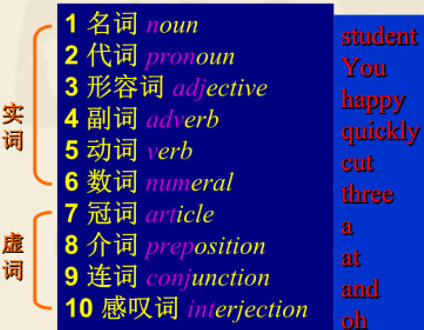 实词
1 名词 noun
2 代词 pronoun
3 形容词 adjective
4 副词 adverb
5 动词 verb
6 数词 numeral
虚词
7 冠词 article
8 介词 preposition
9 连词 conjunction
10 感叹词 interjection
student
You
happy
quickly
cut
three
a
at
and
oh